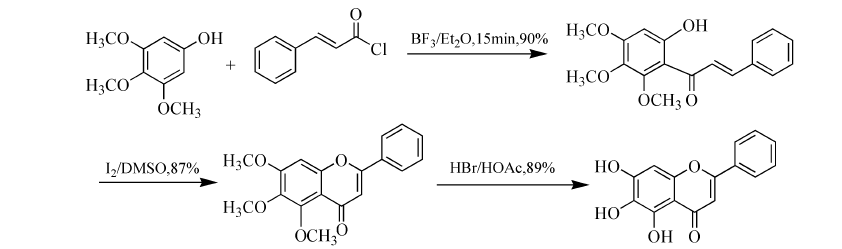 H3CO OH O H3CO OH
H3CO + Cl BF3/Et2O,15min,90% H3CO
OCH3 OCH3 O
I2/DMSO,87% H3CO O HBr/HOAc,89% HO O
H3CO HO
OCH3 O OH O